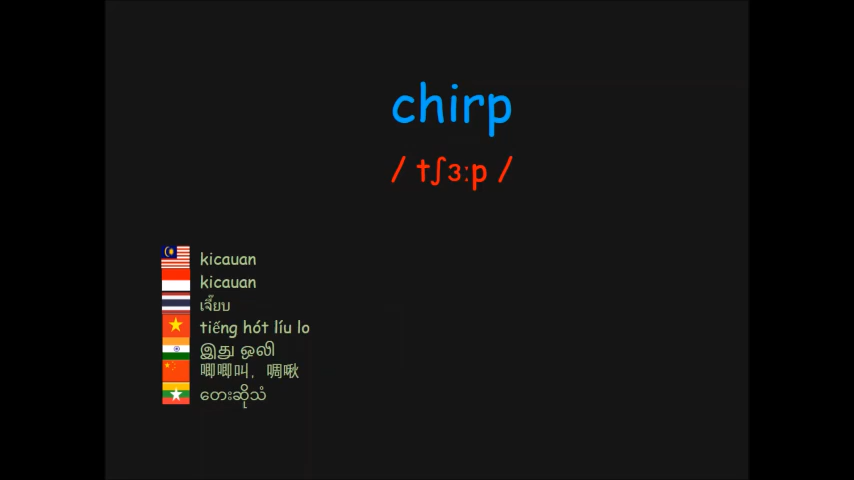 chirp
/ tʃɜːp /
kicauan
kicauan
เจี๊ยบ
tiếng hót líu lo
இது ஒலி
唧唧叫, 啁啾
တေးဆိုသံ